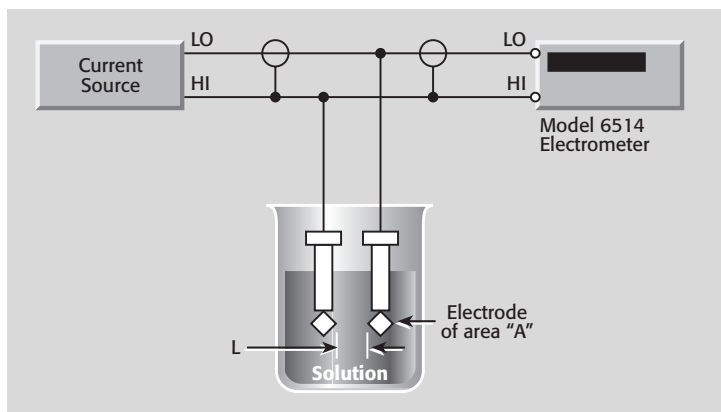 LO
LO
Current
Source
HI
HI
Model 6514
Electrometer
Electrode
of area “A”
L
Solution